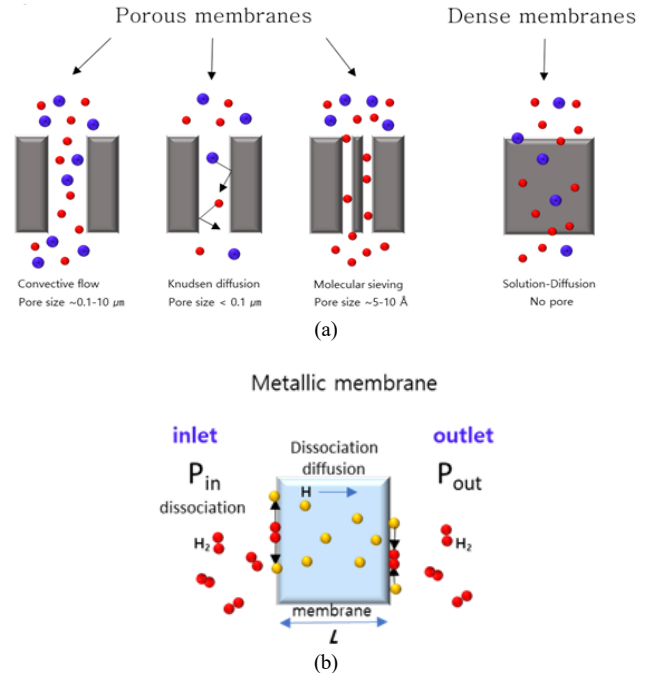 Porous membranes
Dense membranes
Convective flow
Pore size ~0.1-10 μm
Knudsen diffusion
Pore size < 0.1 μm
Molecular sieving
Pore size ~5-10 Å
Solution-Diffusion
No pore
(a)
Metallic membrane
inlet
outlet
Dissociation
diffusion
Pin
Pout
dissociation
H
H2
H2
membrane
L
(b)